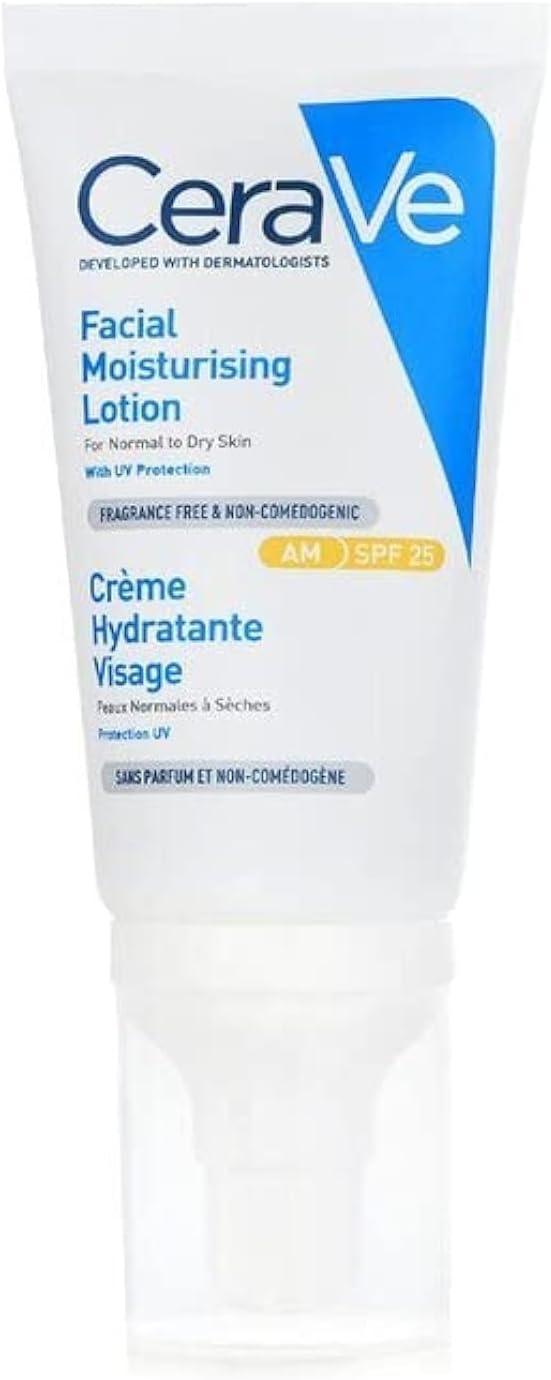 CeraVe
DEVELOPED WITH DERMATOLOGISTS
Facial
Moisturising
Lotion
For Normal to Dry Skin
With UV Protection
FRAGRANCE FREE & NON-COMEDOGENIC
AM SPF 25
Crème
Hydratante
Visage
Peaux Normales à Sèches
Protection UV
SANS PARFUM ET NON-COMÉDOGÈNE